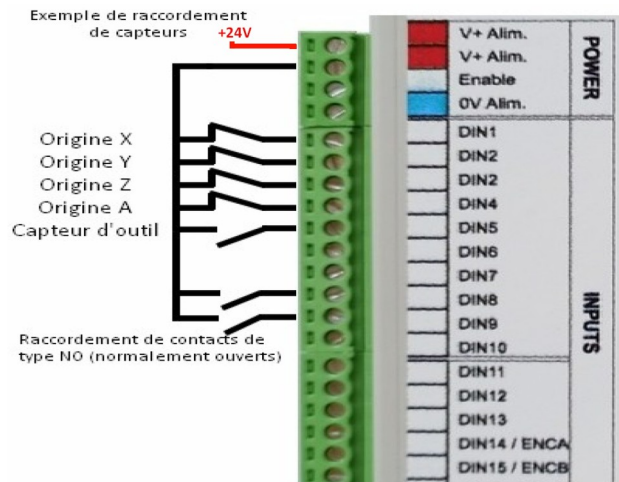 Exemple de raccordement
de capteurs
+24V
Origine X
Origine Y
Origine Z
Origine A
Capteur d'outil
Raccordement de contacts de
type NO (normalement ouverts)
V+ Alim.
V+ Alim.
Enable
0V Alim.
POWER
DIN1
DIN2
DIN2
DIN4
DIN5
DIN6
DIN7
DIN8
DIN9
DIN10
DIN11
DIN12
DIN13
DIN14 / ENCA
DIN15 / ENCB
INPUTS